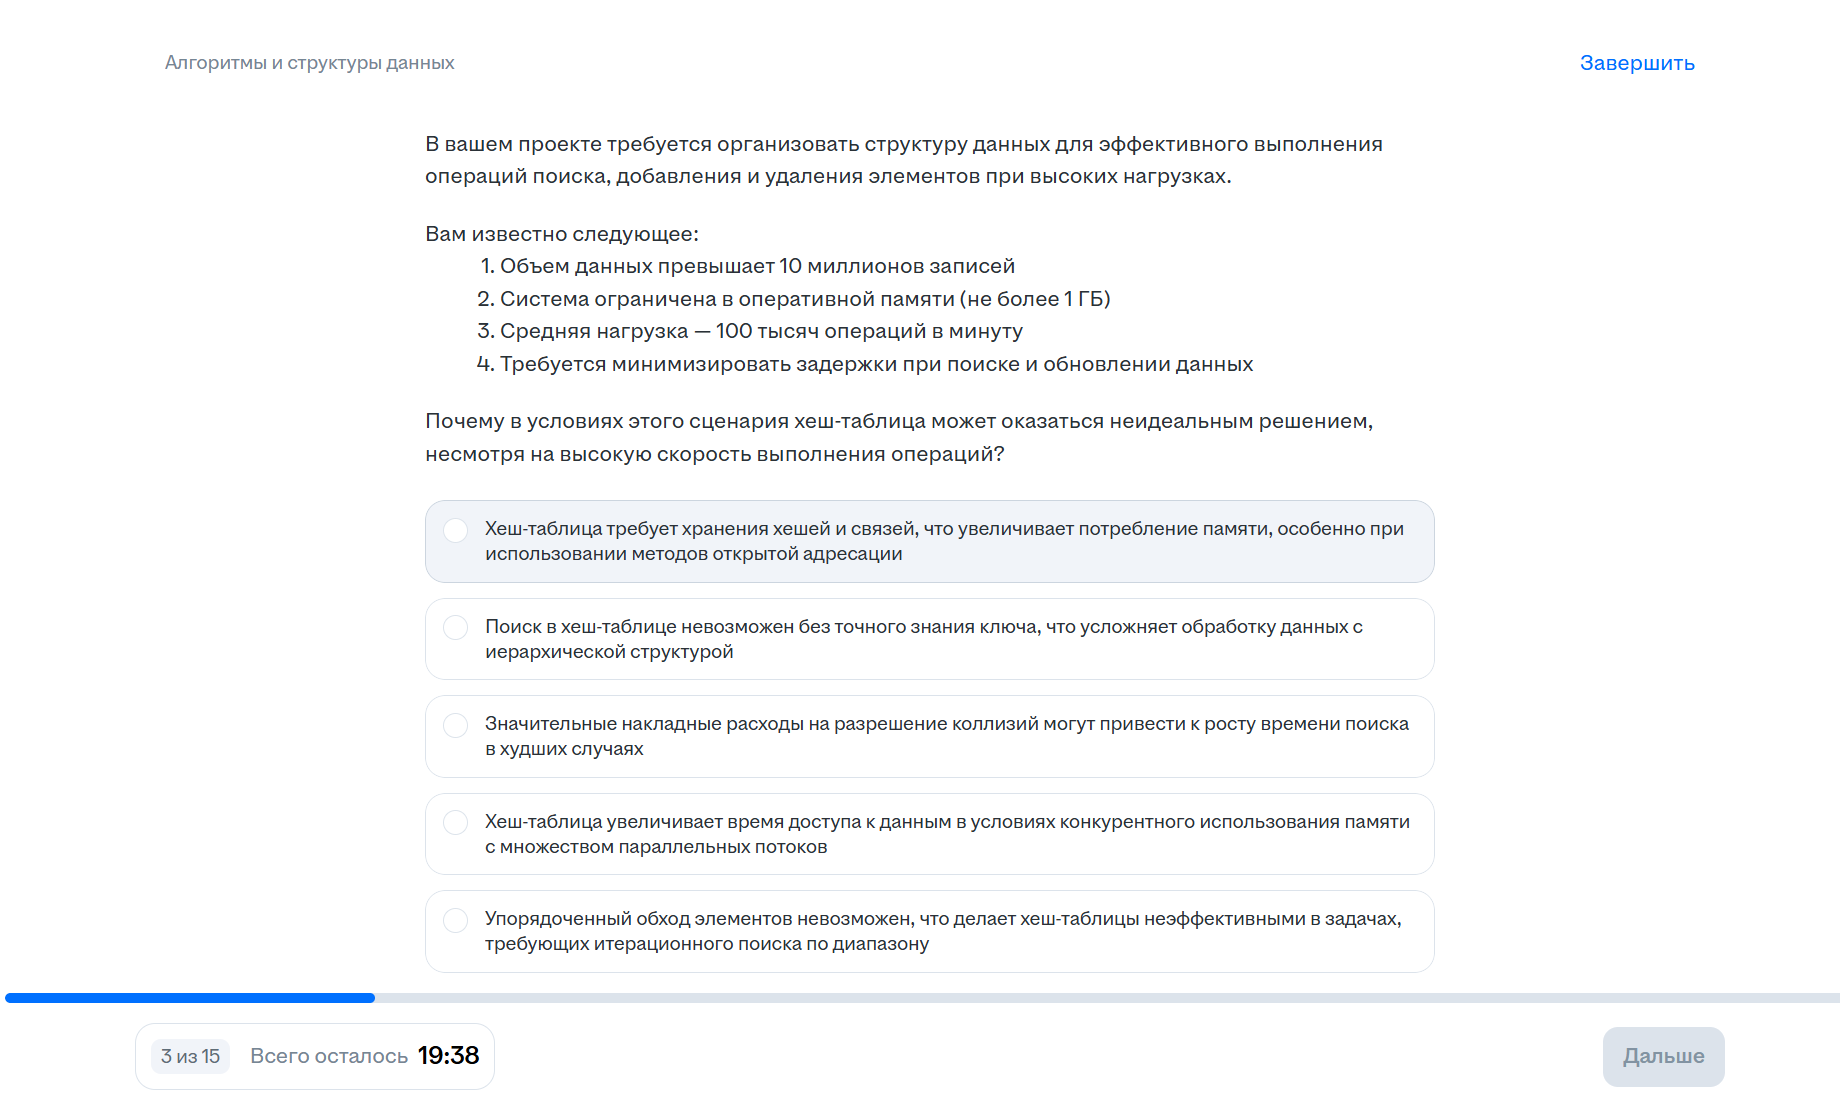 Алгоритмы и структуры данных
Завершить
В вашем проекте требуется организовать структуру данных для эффективного выполнения
операций поиска, добавления и удаления элементов при высоких нагрузках.
Вам известно следующее:
1. Объем данных превышает 10 миллионов записей
2. Система ограничена в оперативной памяти (не более 1 ГБ)
3. Средняя нагрузка — 100 тысяч операций в минуту
4. Требуется минимизировать задержки при поиске и обновлении данных
Почему в условиях этого сценария хеш-таблица может оказаться неидеальным решением,
несмотря на высокую скорость выполнения операций?
Хеш-таблица требует хранения хешей и связей, что увеличивает потребление памяти, особенно при
использовании методов открытой адресации
Поиск в хеш-таблице невозможен без точного знания ключа, что усложняет обработку данных с
иерархической структурой
Значительные накладные расходы на разрешение коллизий могут привести к росту времени поиска
в худших случаях
Хеш-таблица увеличивает время доступа к данным в условиях конкурентного использования памяти
с множеством параллельных потоков
Упорядоченный обход элементов невозможен, что делает хеш-таблицы неэффективными в задачах,
требующих итерационного поиска по диапазону
3 из 15
Всего осталось 19:38
Дальше